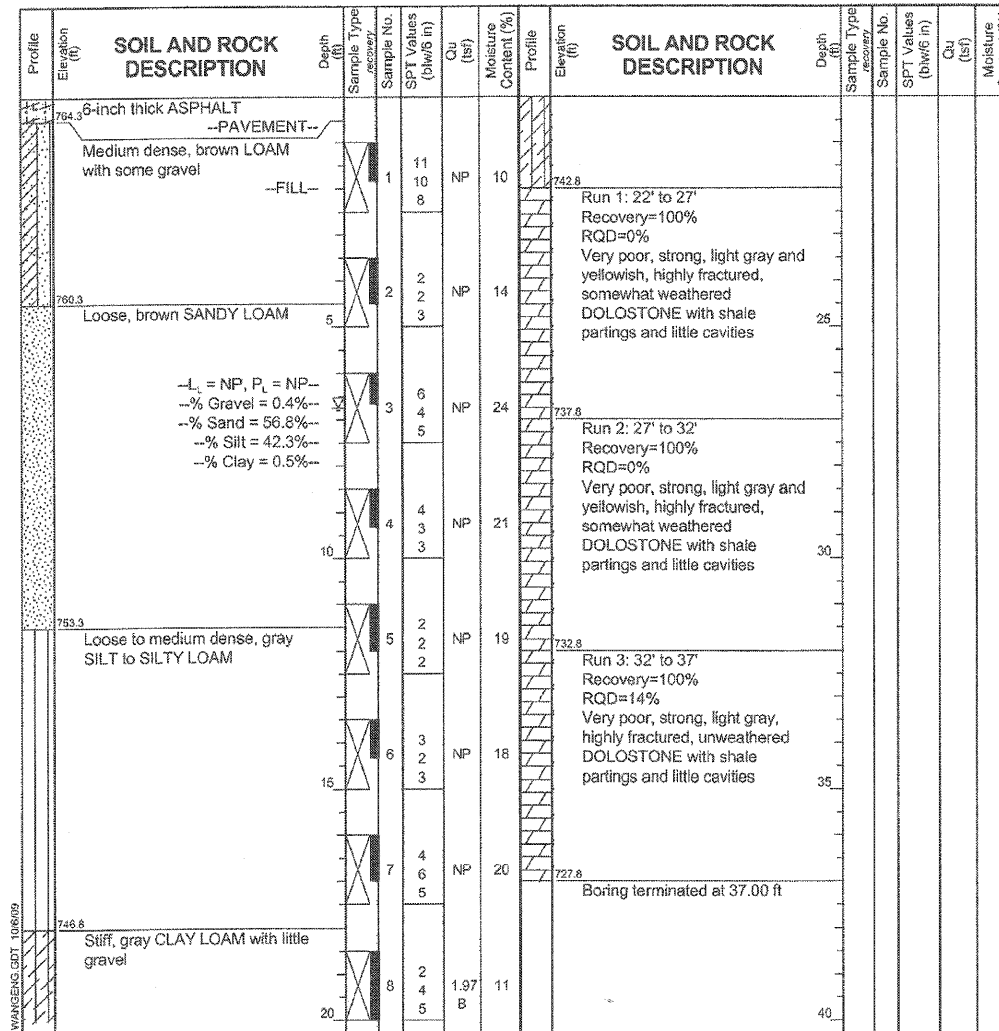 Profile
Elevation (ft)
SOIL AND ROCK DESCRIPTION
Depth (ft)
Sample Type
recovery
Sample No.
SPT Values (blw/6 in)
Qu (tsf)
Moisture Content (%)
764.3 6-inch thick ASPHALT
--PAVEMENT--
Medium dense, brown LOAM
with some gravel
--FILL--
1
11
10
8
NP
10
2
2
2
3
NP
14
760.3
Loose, brown SANDY LOAM
5
--LL = NP, PL = NP--
--% Gravel = 0.4%--
--% Sand = 56.8%--
--% Silt = 42.3%--
--% Clay = 0.5%--
3
6
4
5
NP
24
4
4
3
3
NP
21
10
753.3
Loose to medium dense, gray
SILT to SILTY LOAM
5
2
2
2
NP
19
6
3
2
3
NP
18
15
7
4
6
5
NP
20
746.8
Stiff, gray CLAY LOAM with little
gravel
8
2
4
5
1.97
B
11
20
WANGENG.GDT 10/6/09
Profile
Elevation (ft)
SOIL AND ROCK DESCRIPTION
Depth (ft)
Sample Type
recovery
Sample No.
SPT Values (blw/6 in)
Qu (tsf)
Moisture
742.8
Run 1: 22' to 27'
Recovery=100%
RQD=0%
Very poor, strong, light gray and
yellowish, highly fractured,
somewhat weathered
DOLOSTONE with shale
partings and little cavities
25
737.8
Run 2: 27' to 32'
Recovery=100%
RQD=0%
Very poor, strong, light gray and
yellowish, highly fractured,
somewhat weathered
DOLOSTONE with shale
partings and little cavities
30
732.8
Run 3: 32' to 37'
Recovery=100%
RQD=14%
Very poor, strong, light gray,
highly fractured, unweathered
DOLOSTONE with shale
partings and little cavities
35
727.8
Boring terminated at 37.00 ft
40